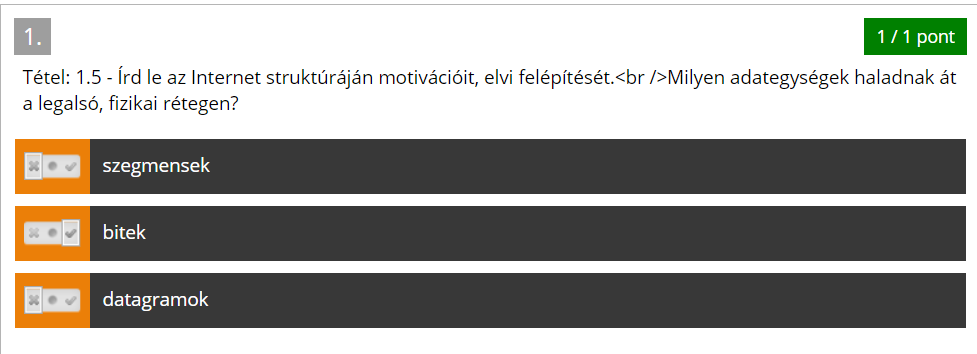 1.
1 / 1 pont
Tétel: 1.5 - Írd le az Internet struktúráján motivációit, elvi felépítését.<br />Milyen adategységek haladnak át
a legalsó, fizikai rétegen?
szegmensek
bitek
datagramok